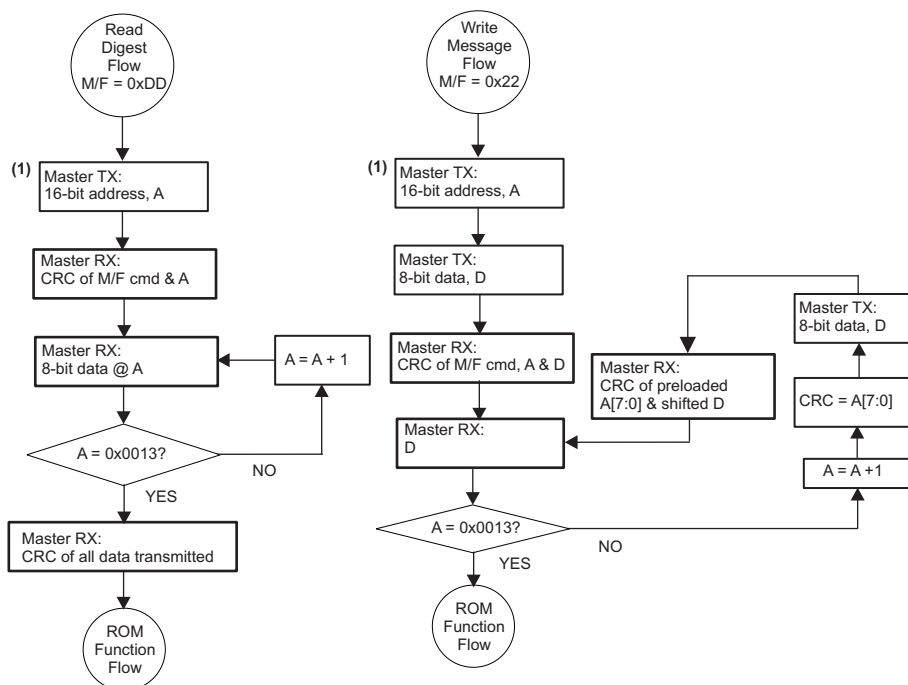 Read
Digest
Flow
M/F = 0xDD
(1)
Master TX:
16-bit address, A
Master RX:
CRC of M/F cmd & A
Master RX:
8-bit data @ A
A = A + 1
A = 0x0013?
NO
YES
Master RX:
CRC of all data transmitted
ROM
Function
Flow
Write
Message
Flow
M/F = 0x22
(1)
Master TX:
16-bit address, A
Master TX:
8-bit data, D
Master RX:
CRC of M/F cmd, A & D
Master RX:
D
A = 0x0013?
NO
YES
ROM
Function
Flow
A = A +1
CRC = A[7:0]
Master TX:
8-bit data, D
Master RX:
CRC of preloaded
A[7:0] & shifted D